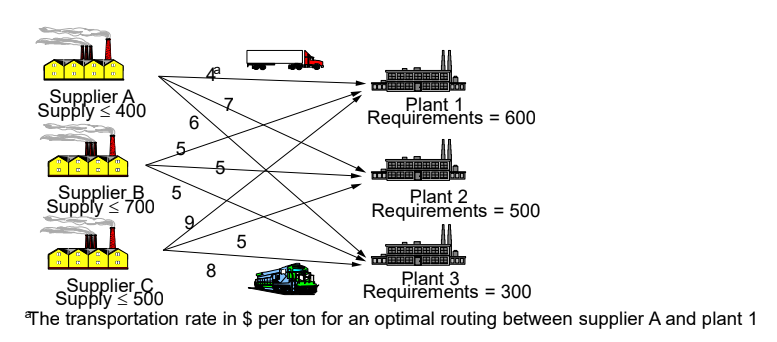 4a
7
6
5
5
5
9
5
8
Supplier A
Supply ≤ 400
Supplier B
Supply ≤ 700
Supplier C
Supply ≤ 500
Plant 1
Requirements = 600
Plant 2
Requirements = 500
Plant 3
Requirements = 300
aThe transportation rate in $ per ton for an optimal routing between supplier A and plant 1